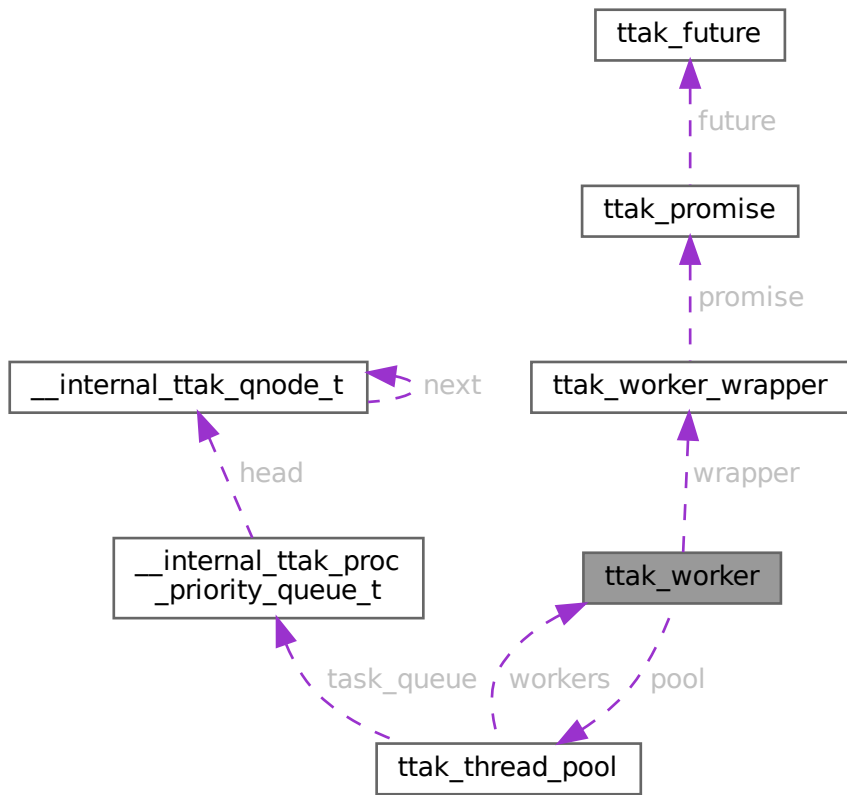 ttak_future
future
ttak_promise
promise
__internal_ttak_qnode_t
next
ttak_worker_wrapper
head
wrapper
__internal_ttak_proc
_priority_queue_t
ttak_worker
task_queue
workers
pool
ttak_thread_pool